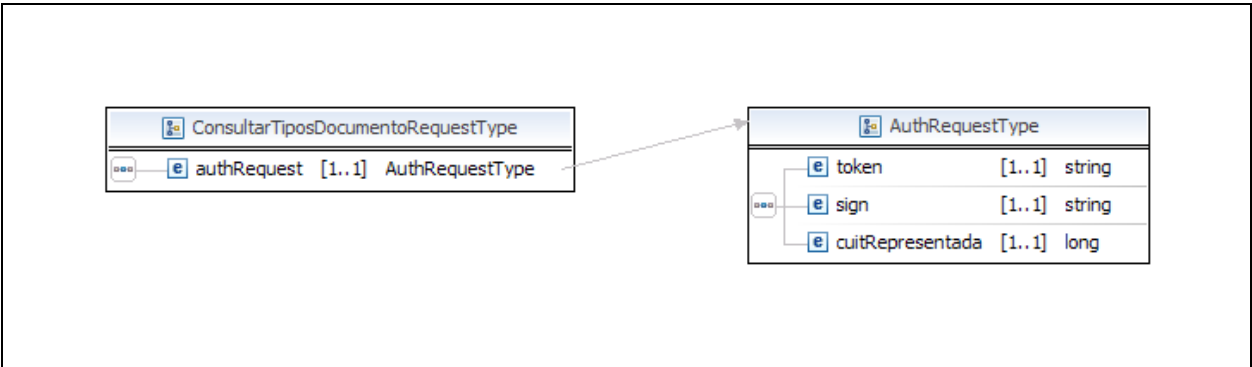 ConsultarTiposDocumentoRequestType
e authRequest [1..1] AuthRequestType
AuthRequestType
e token [1..1] string
e sign [1..1] string
e cuitRepresentada [1..1] long